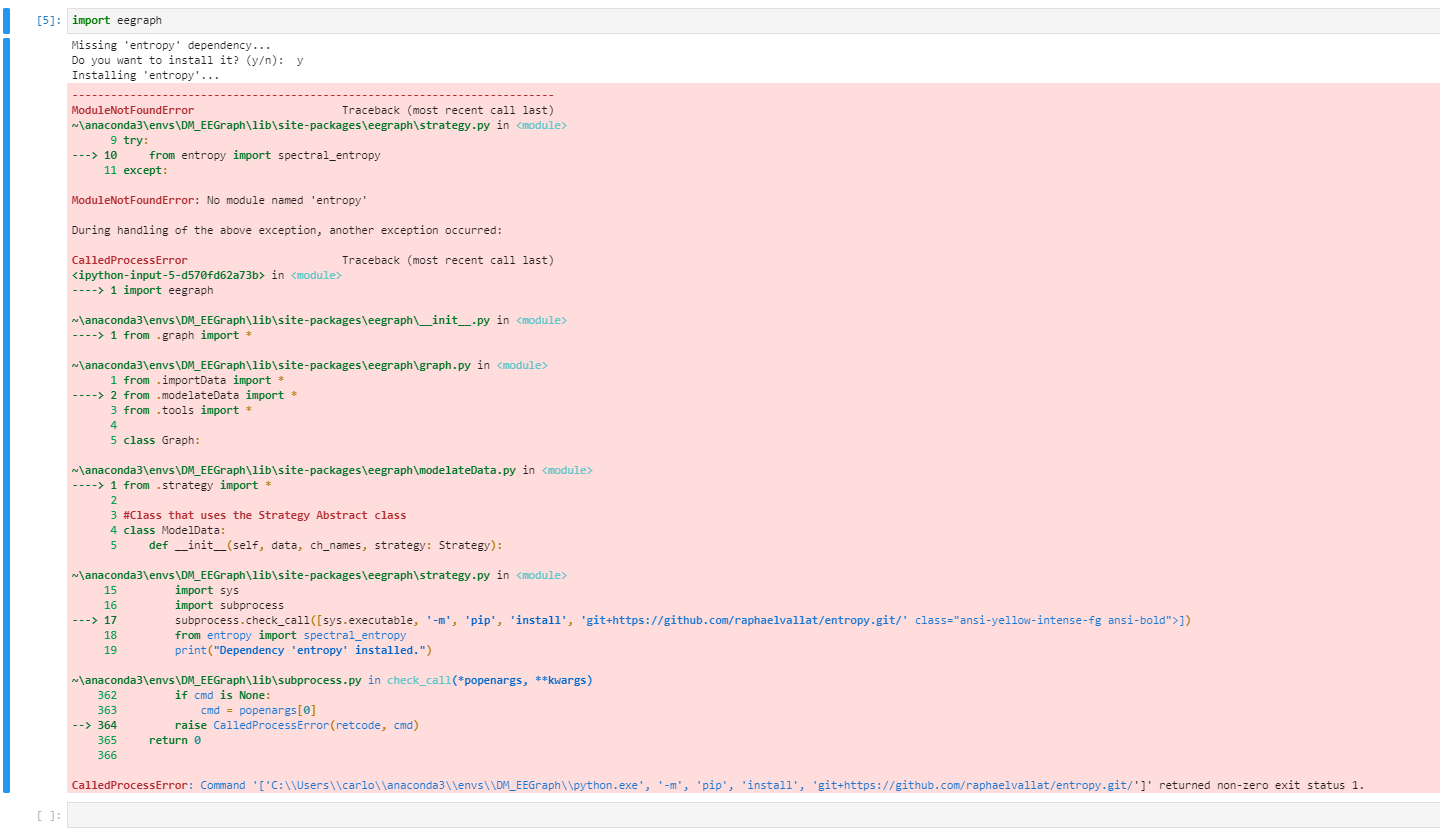 [5]: import eegraph
Missing 'entropy' dependency...
Do you want to install it? (y/n):  y
Installing 'entropy'...
---------------------------------------------------------------------------
ModuleNotFoundError                       Traceback (most recent call last)
~\anaconda3\envs\DM_EEGraph\lib\site-packages\eegraph\strategy.py in <module>
      9 try:
---> 10     from entropy import spectral_entropy
     11 except:
ModuleNotFoundError: No module named 'entropy'
During handling of the above exception, another exception occurred:
CalledProcessError                        Traceback (most recent call last)
<ipython-input-5-d570fd62a73b> in <module>
----> 1 import eegraph
~\anaconda3\envs\DM_EEGraph\lib\site-packages\eegraph\__init__.py in <module>
----> 1 from .graph import *
~\anaconda3\envs\DM_EEGraph\lib\site-packages\eegraph\graph.py in <module>
      1 from .importData import *
----> 2 from .modelateData import *
      3 from .tools import *
      4
      5 class Graph:
~\anaconda3\envs\DM_EEGraph\lib\site-packages\eegraph\modelateData.py in <module>
----> 1 from .strategy import *
      2
      3 #Class that uses the Strategy Abstract class
      4 class ModelData:
      5     def __init__(self, data, ch_names, strategy: Strategy):
~\anaconda3\envs\DM_EEGraph\lib\site-packages\eegraph\strategy.py in <module>
     15         import sys
     16         import subprocess
---> 17         subprocess.check_call([sys.executable, '-m', 'pip', 'install', 'git+https://github.com/raphaelvallat/entropy.git/' class="ansi-yellow-intense-fg ansi-bold">])
     18         from entropy import spectral_entropy
     19         print("Dependency 'entropy' installed.")
~\anaconda3\envs\DM_EEGraph\lib\subprocess.py in check_call(*popenargs, **kwargs)
    362         if cmd is None:
    363             cmd = popenargs[0]
--> 364         raise CalledProcessError(retcode, cmd)
    365     return 0
    366
CalledProcessError: Command '['C:\\Users\\carlo\\anaconda3\\envs\\DM_EEGraph\\python.exe', '-m', 'pip', 'install', 'git+https://github.com/raphaelvallat/entropy.git/']' returned non-zero exit status 1.
[ ]: